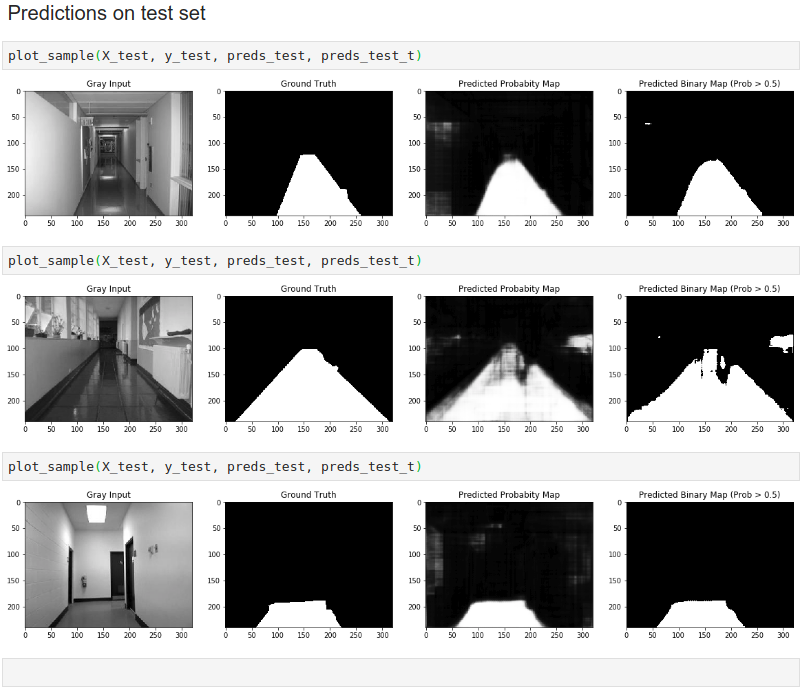 Predictions on test set
plot_sample(X_test, y_test, preds_test, preds_test_t)
Gray Input Ground Truth Predicted Probabity Map Predicted Binary Map (Prob > 0.5)
0 0 0 0
50 50 50 50
100 100 100 100
150 150 150 150
200 200 200 200
0 50 100 150 200 250 300 0 50 100 150 200 250 300 0 50 100 150 200 250 300 0 50 100 150 200 250 300
plot_sample(X_test, y_test, preds_test, preds_test_t)
Gray Input Ground Truth Predicted Probabity Map Predicted Binary Map (Prob > 0.5)
0 0 0 0
50 50 50 50
100 100 100 100
150 150 150 150
200 200 200 200
0 50 100 150 200 250 300 0 50 100 150 200 250 300 0 50 100 150 200 250 300 0 50 100 150 200 250 300
plot_sample(X_test, y_test, preds_test, preds_test_t)
Gray Input Ground Truth Predicted Probabity Map Predicted Binary Map (Prob > 0.5)
0 0 0 0
50 50 50 50
100 100 100 100
150 150 150 150
200 200 200 200
0 50 100 150 200 250 300 0 50 100 150 200 250 300 0 50 100 150 200 250 300 0 50 100 150 200 250 300